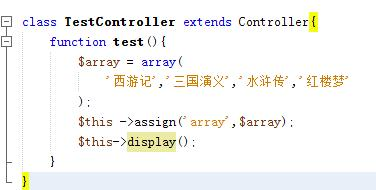 class TestController extends Controller{
function test(){
$array = array(
'西游记','三国演义','水浒传','红楼梦'
);
$this ->assign('array',$array);
$this->display();
}
}